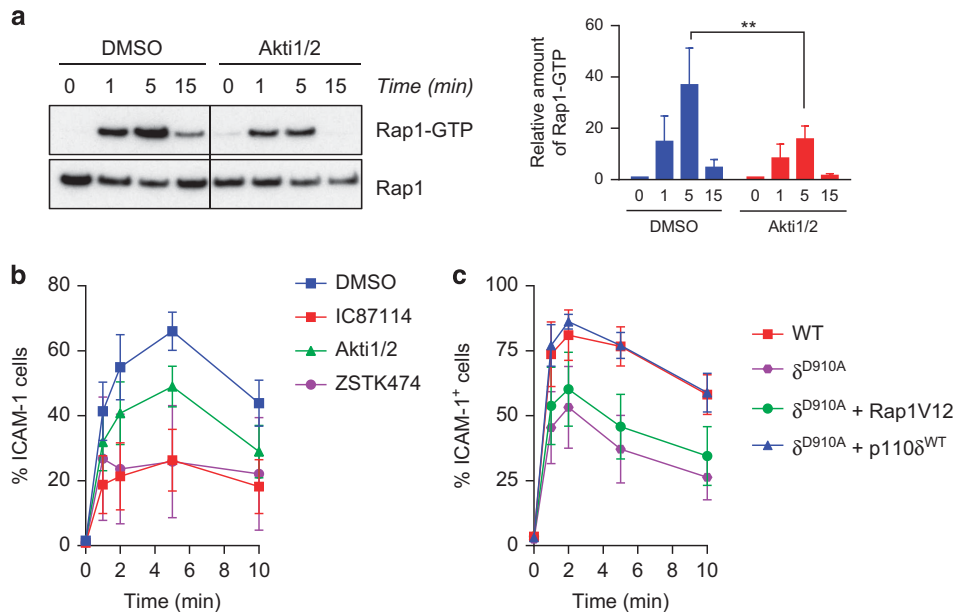 a
DMSO Akti1/2
0 1 5 15 0 1 5 15 Time (min)
Rap1-GTP
Rap1
Relative amount
of Rap1-GTP
60
40
20
0
**
0 1 5 15 0 1 5 15
DMSO Akti1/2
b
% ICAM-1 cells
80
60
40
20
0
0 2 4 6 8 10
Time (min)
DMSO
IC87114
Akti1/2
ZSTK474
c
% ICAM-1⁺ cells
100
75
50
25
0
0 2 4 6 8 10
Time (min)
WT
δᴰ⁹¹⁰ᴬ
δᴰ⁹¹⁰ᴬ + Rap1V12
δᴰ⁹¹⁰ᴬ + p110δᵂᵀ